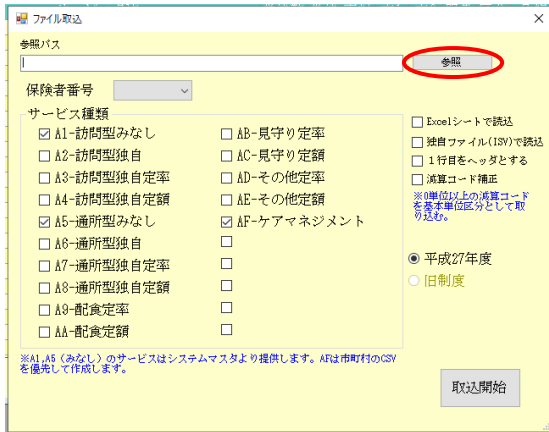 ファイル取込
参照パス
参照
保険者番号
サービス種類
A1-訪問型みなし
A2-訪問型独自
A3-訪問型独自定率
A4-訪問型独自定額
A5-通所型みなし
A6-通所型独自
A7-通所型独自定率
A8-通所型独自定額
A9-配食定率
AA-配食定額
AB-見守り定率
AC-見守り定額
AD-その他定率
AE-その他定額
AF-ケアマネジメント
Excelシートで読込
独自ファイル(ISV)で読込
1行目をヘッダとする
減算コード補正
※0単位以上の減算コード
を基本単位区分として取
り込む。
平成27年度
旧制度
※A1,A5(みなし)のサービスはシステムマスタより提供します。AFは市町村のCSV
を優先して作成します。
取込開始